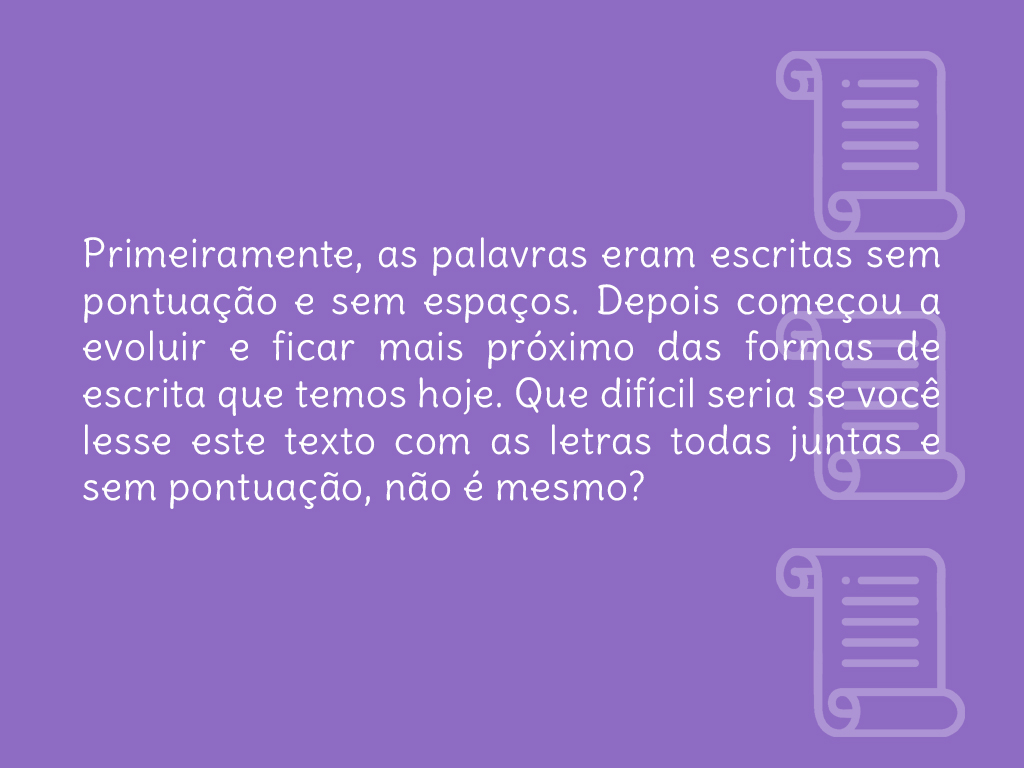 Primeiramente, as palavras eram escritas sem
pontuação e sem espaços. Depois começou a
evoluir e ficar mais próximo das formas de
escrita que temos hoje. Que difícil seria se você
lesse este texto com as letras todas juntas e
sem pontuação, não é mesmo?